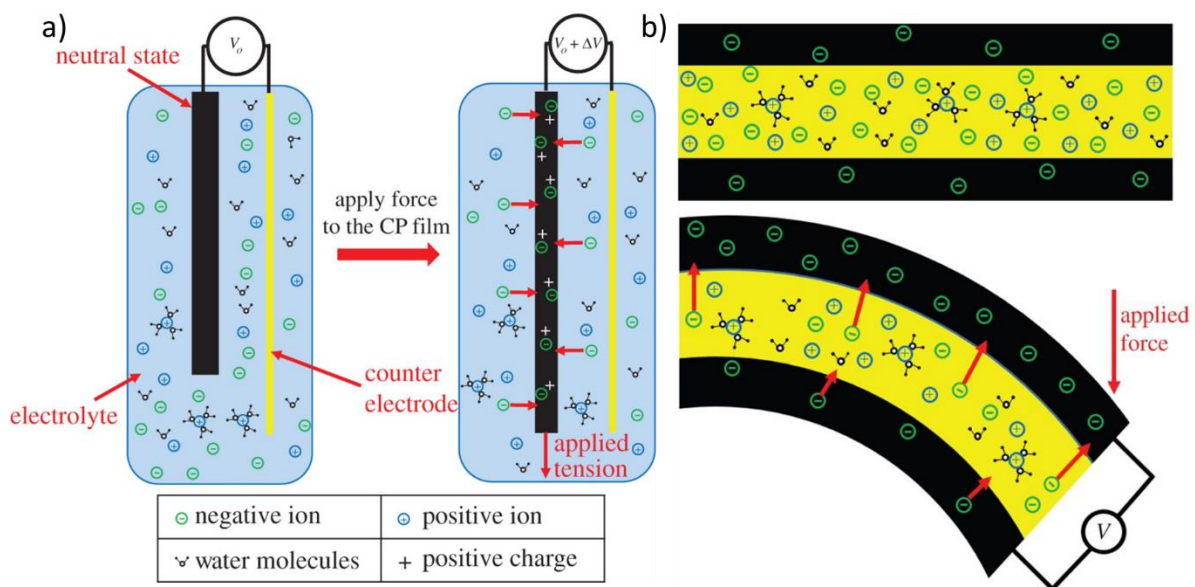 a)
V₀
neutral state
electrolyte
counter
electrode
apply force
to the CP film
V₀ + ΔV
applied
tension
negative ion
positive ion
water molecules
+ positive charge
b)
applied
force
V